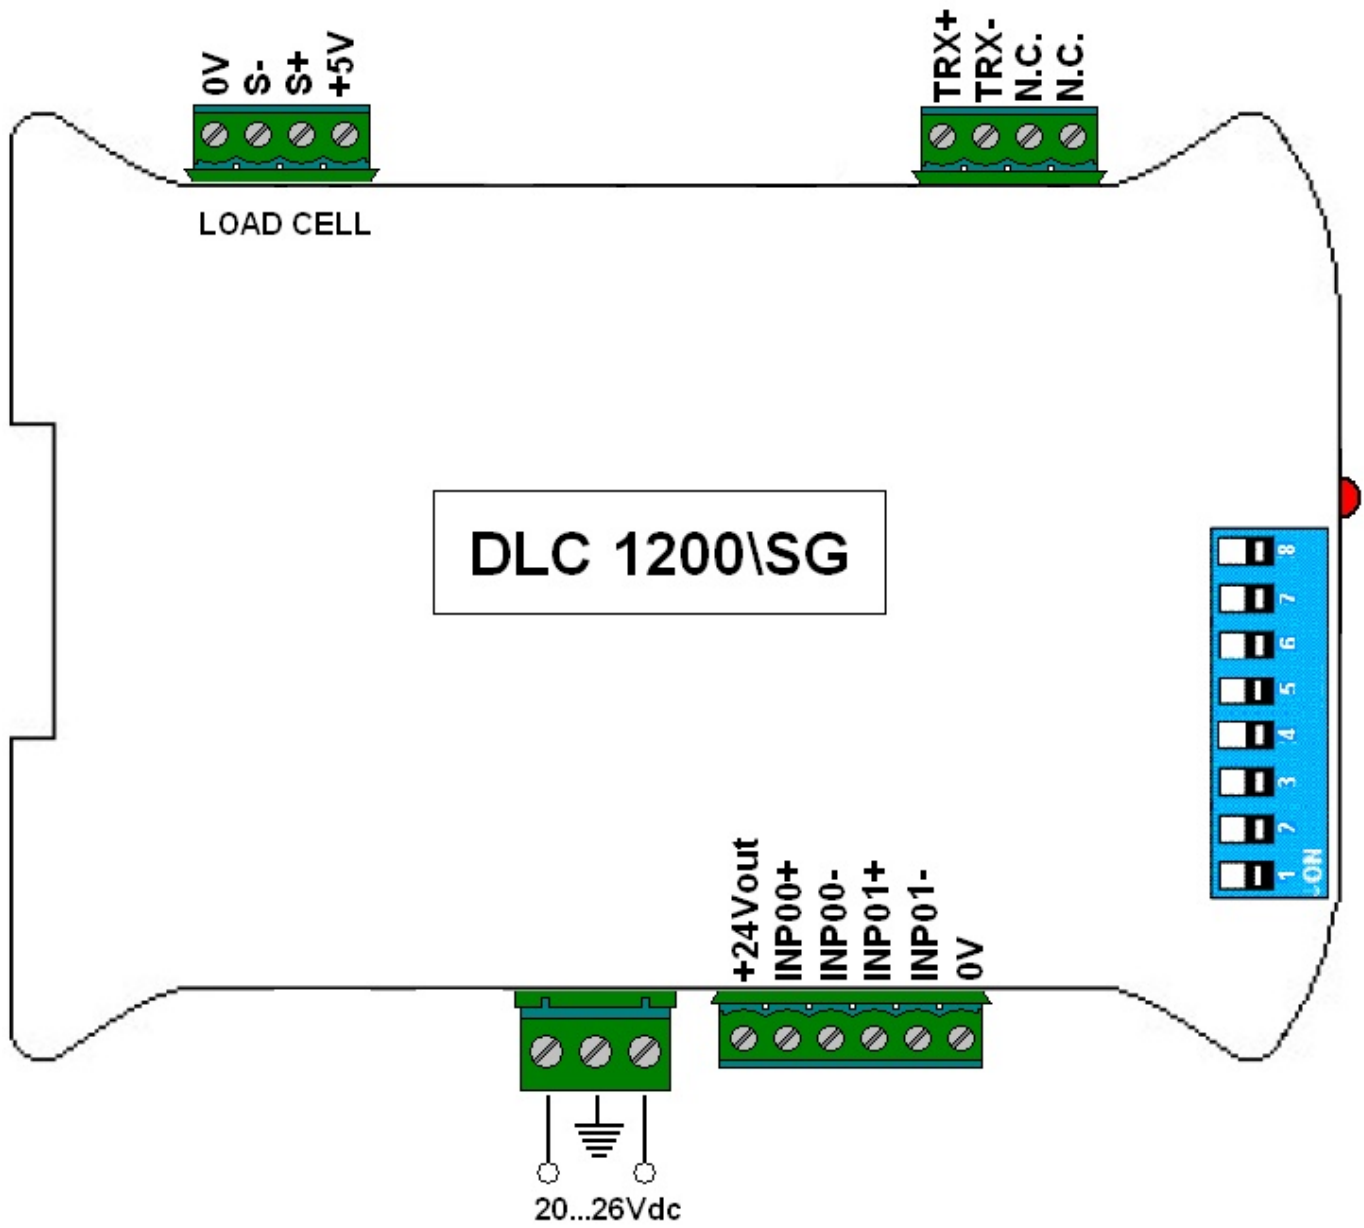 0V
S-
S+
+5V
TRX+
TRX-
N.C.
N.C.
LOAD CELL
DLC 1200\SG
8
7
6
5
4
3
2
1
↓ON
+24Vout
INP00+
INP00-
INP01+
INP01-
0V
20...26Vdc